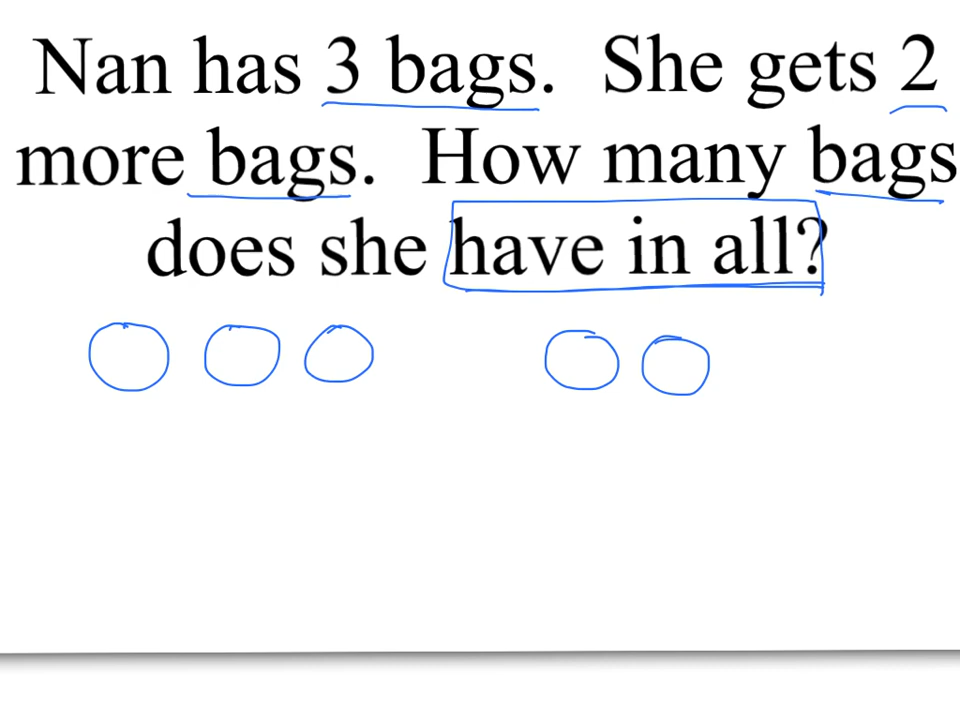 Nan has 3 bags. She gets 2
more bags. How many bags
does she have in all?